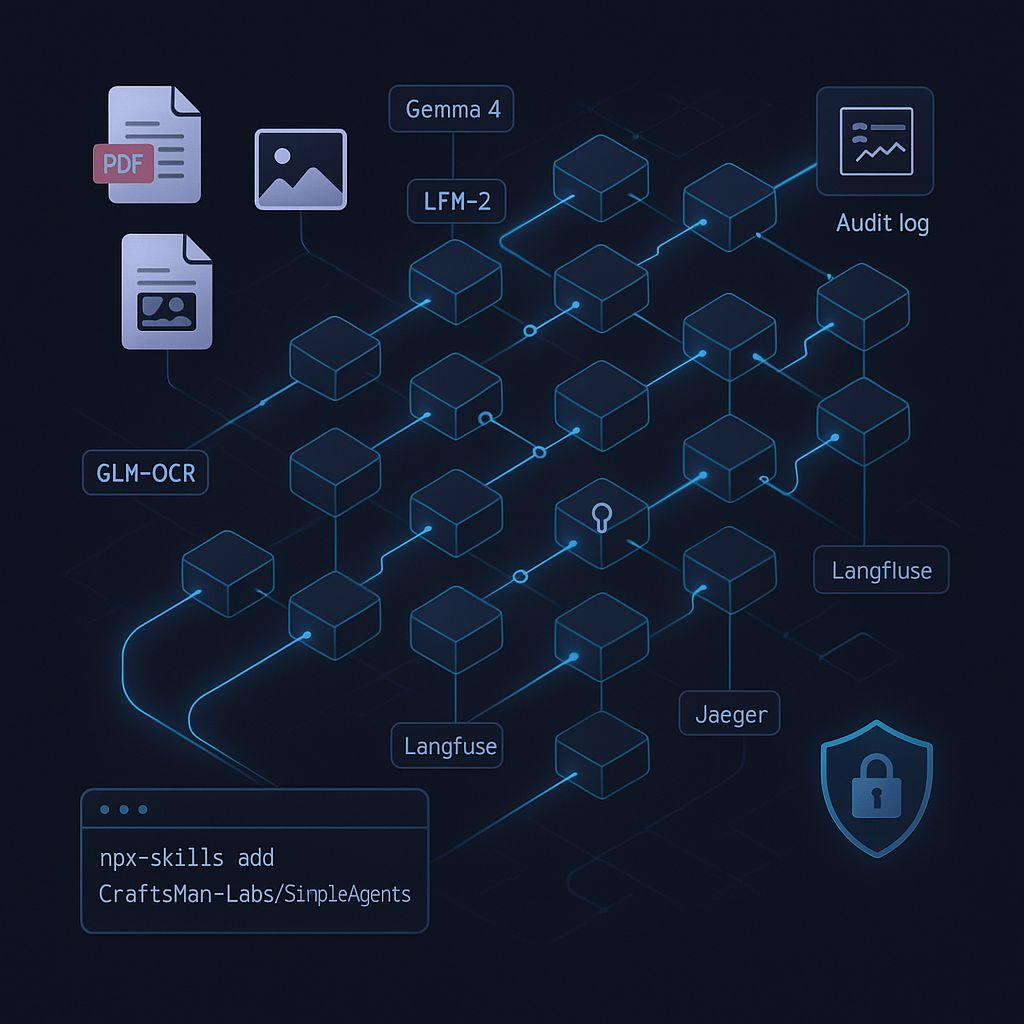 Gemma 4
PDF
LFM-2
Audit log
GLM-OCR
Langfluse
Jaeger
Langfuse
npx-skills add
CraftsMan-Labs/SimpleAgents